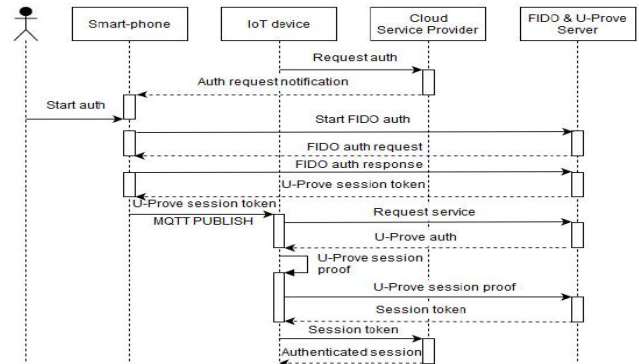 Smart-phone
IoT device
Cloud
Service Provider
FIDO & U-Prove
Server
Request auth
Auth request notification
Start auth
Start FIDO auth
FIDO auth request
FIDO auth response
U-Prove session token
U-Prove session token
MQTT PUBLISH
Request service
U-Prove auth
U-Prove session
proof
U-Prove session proof
Session token
Session token
Authenticated session